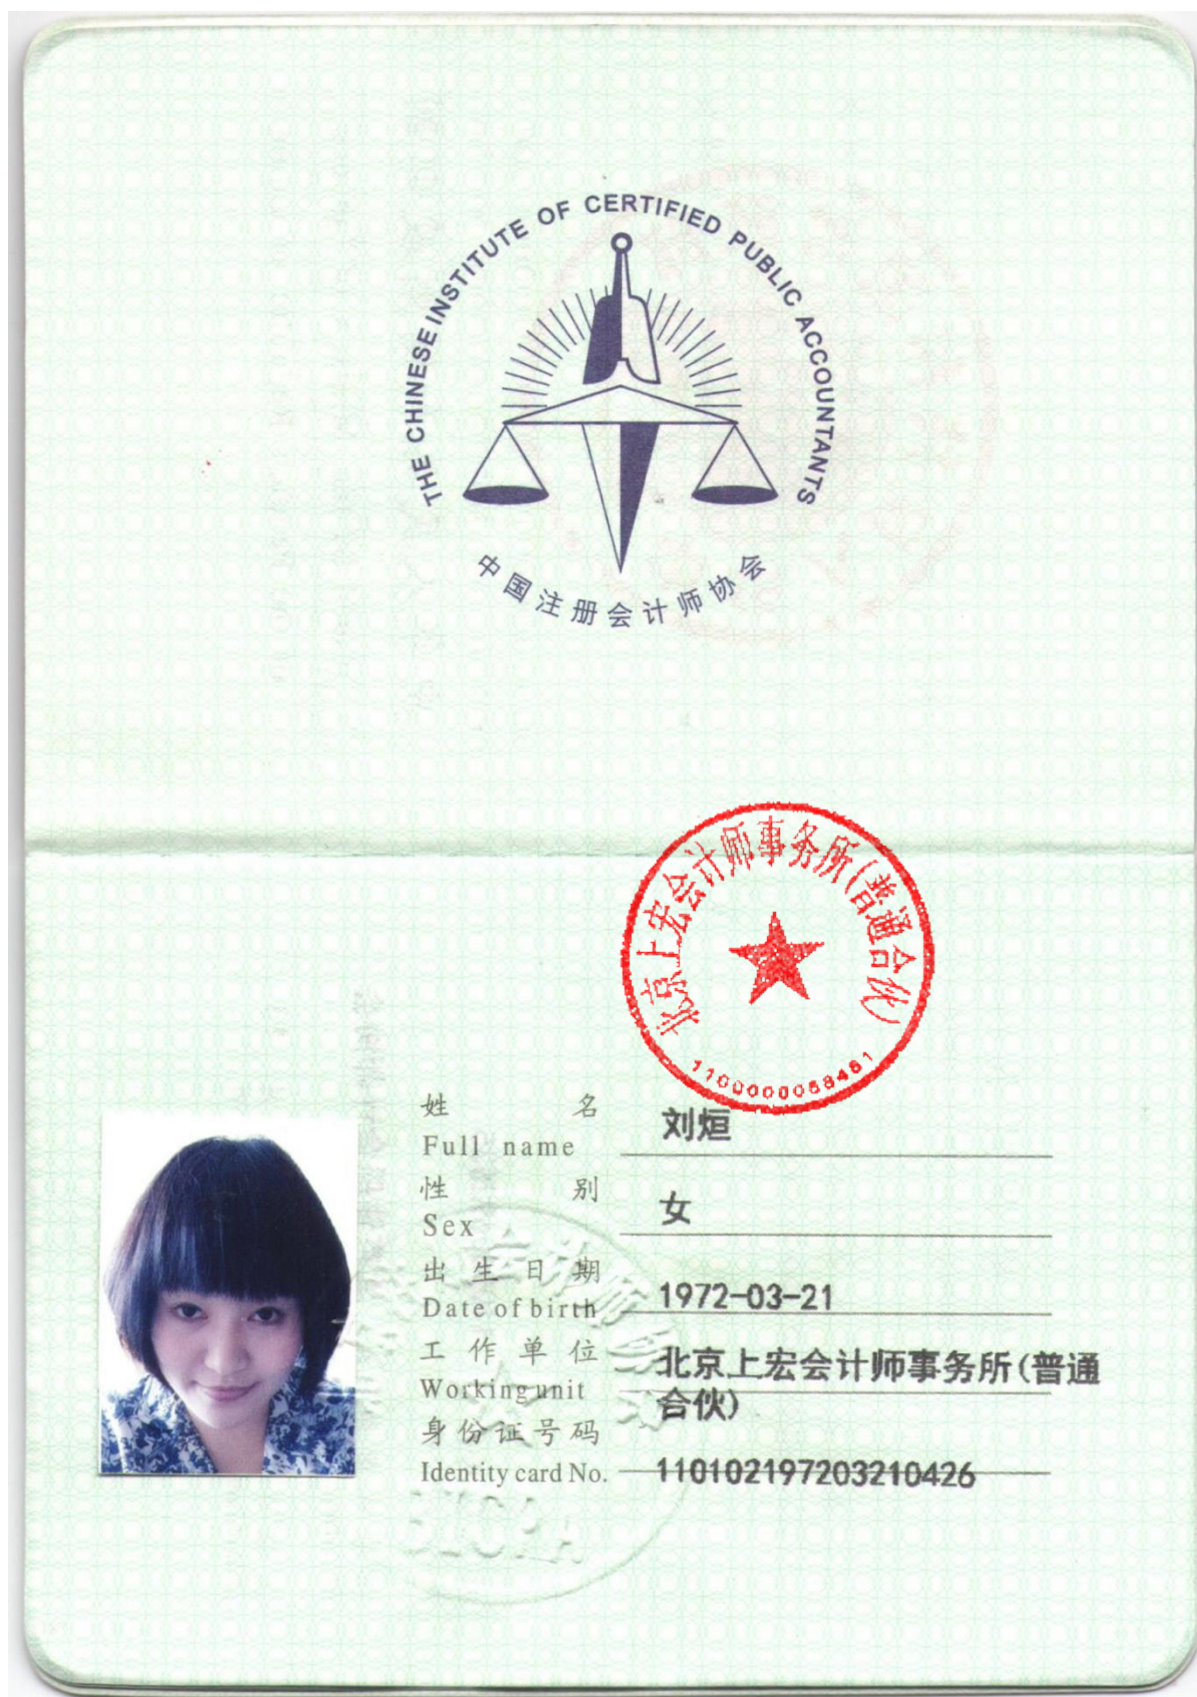 THE CHINESE INSTITUTE OF CERTIFIED PUBLIC ACCOUNTANTS
中国注册会计师协会
北京上宏会计师事务所(普通合伙)
姓 名
刘烜
Full name
性 别
女
Sex
出生日期
1972-03-21
Date of birth
工作单位
北京上宏会计师事务所(普通
Working unit
合伙)
身份证号码
Identity card No.
110102197203210426